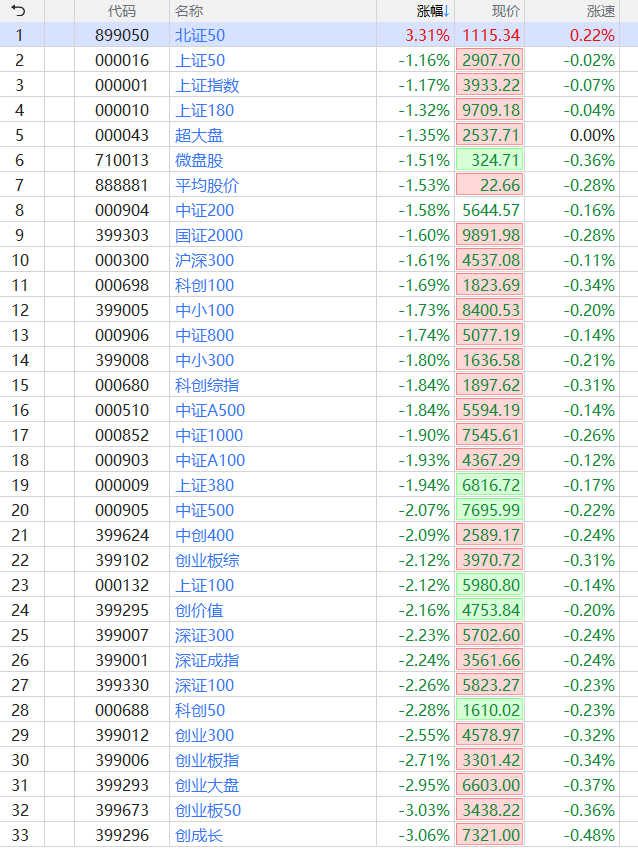 代码 名称 涨幅↓ 现价 涨速
1 899050 北证50 3.31% 1115.34 0.22%
2 000016 上证50 -1.16% 2907.70 -0.02%
3 000001 上证指数 -1.17% 3933.22 -0.07%
4 000010 上证180 -1.32% 9709.18 -0.04%
5 000043 超大盘 -1.35% 2537.71 0.00%
6 710013 微盘股 -1.51% 324.71 -0.36%
7 888881 平均股价 -1.53% 22.66 -0.28%
8 000904 中证200 -1.58% 5644.57 -0.16%
9 399303 国证2000 -1.60% 9891.98 -0.28%
10 000300 沪深300 -1.61% 4537.08 -0.11%
11 000698 科创100 -1.69% 1823.69 -0.34%
12 399005 中小100 -1.73% 8400.53 -0.20%
13 000906 中证800 -1.74% 5077.19 -0.14%
14 399008 中小300 -1.80% 1636.58 -0.21%
15 000680 科创综指 -1.84% 1897.62 -0.31%
16 000510 中证A500 -1.84% 5594.19 -0.14%
17 000852 中证1000 -1.90% 7545.61 -0.26%
18 000903 中证A100 -1.93% 4367.29 -0.12%
19 000009 上证380 -1.94% 6816.72 -0.17%
20 000905 中证500 -2.07% 7695.99 -0.22%
21 399624 中创400 -2.09% 2589.17 -0.24%
22 399102 创业板综 -2.12% 3970.72 -0.31%
23 000132 上证100 -2.12% 5980.80 -0.14%
24 399295 创价值 -2.16% 4753.84 -0.20%
25 399007 深证300 -2.23% 5702.60 -0.24%
26 399001 深证成指 -2.24% 3561.66 -0.24%
27 399330 深证100 -2.26% 5823.27 -0.23%
28 000688 科创50 -2.28% 1610.02 -0.23%
29 399012 创业300 -2.55% 4578.97 -0.32%
30 399006 创业板指 -2.71% 3301.42 -0.34%
31 399293 创业大盘 -2.95% 6603.00 -0.37%
32 399673 创业板50 -3.03% 3438.22 -0.36%
33 399296 创成长 -3.06% 7321.00 -0.48%